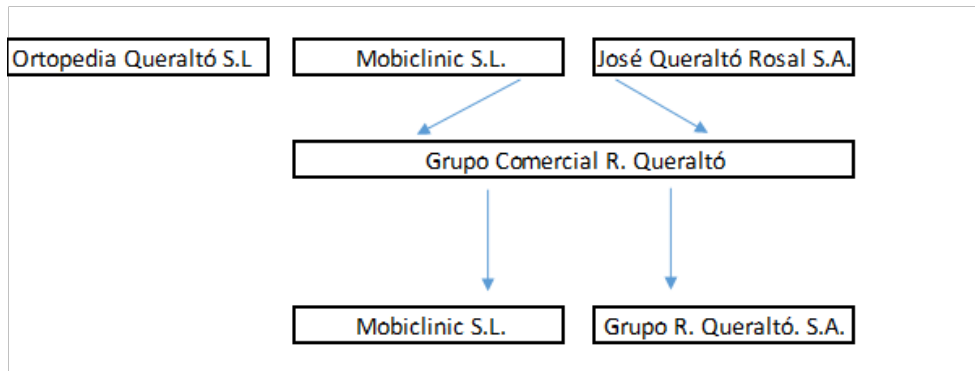 Ortopedia Queraltó S.L
Mobiclinic S.L.
José Queraltó Rosal S.A.
Grupo Comercial R. Queraltó
Mobiclinic S.L.
Grupo R. Queraltó. S.A.